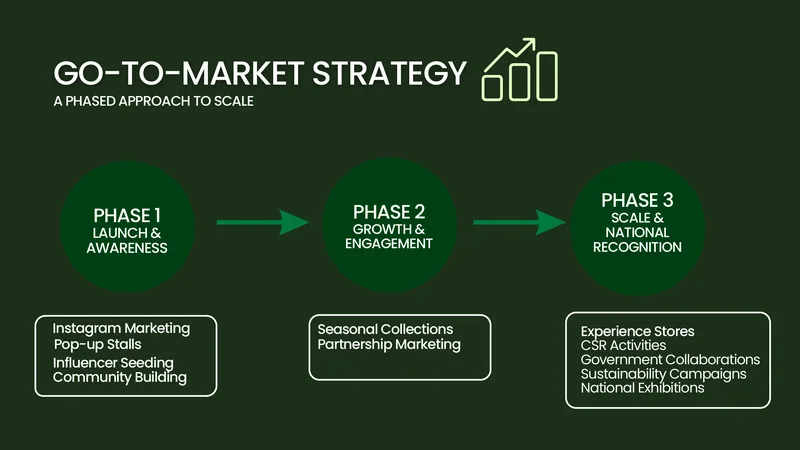 GO-TO-MARKET STRATEGY
A PHASED APPROACH TO SCALE
PHASE 1
LAUNCH &
AWARENESS
PHASE 2
GROWTH &
ENGAGEMENT
PHASE 3
SCALE &
NATIONAL
RECOGNITION
Instagram Marketing
Pop-up Stalls
Influencer Seeding
Community Building
Seasonal Collections
Partnership Marketing
Experience Stores
CSR Activities
Government Collaborations
Sustainability Campaigns
National Exhibitions